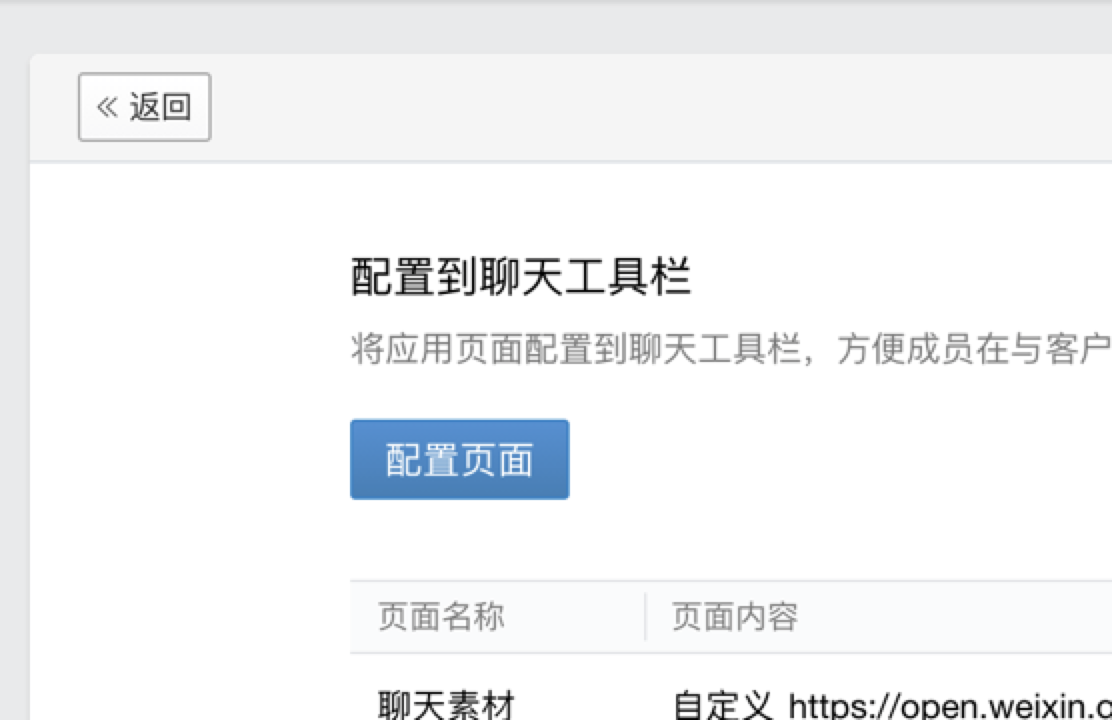 « 返回
配置到聊天工具栏
将应用页面配置到聊天工具栏，方便成员在与客户
配置页面
页面名称 页面内容
聊天素材 自定义 https://open.weixin.c